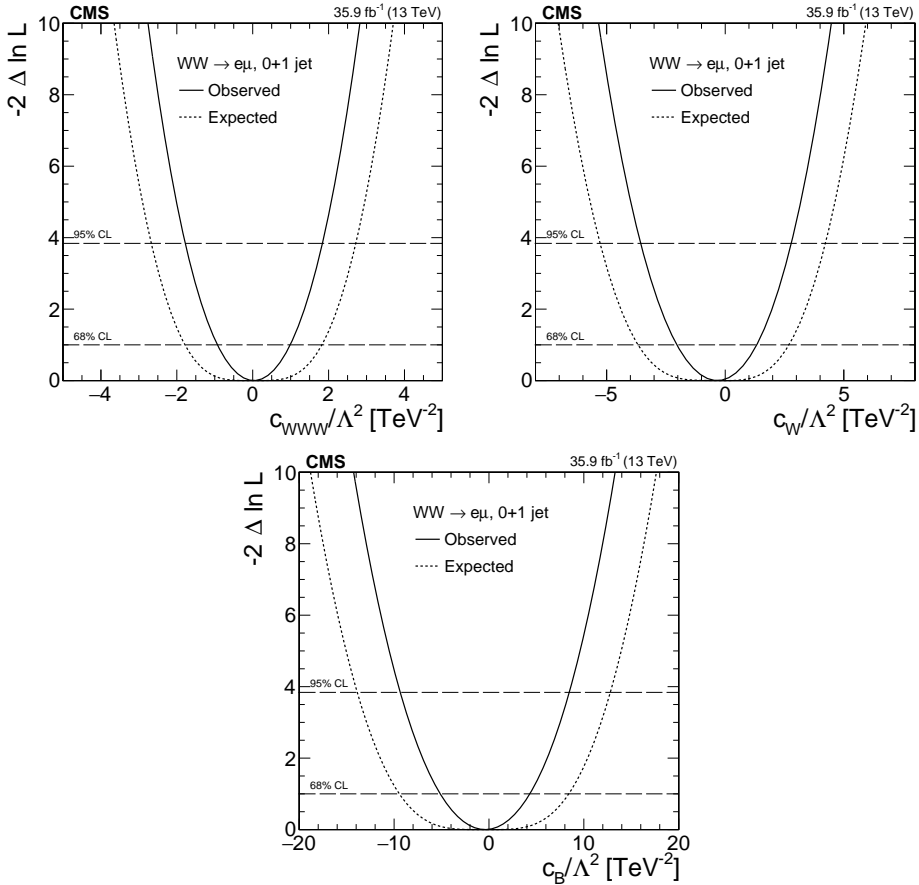 CMS 35.9 fb⁻¹ (13 TeV)
-2 Δ ln L
10
8
6
4
2
0
WW → eμ, 0+1 jet
Observed
Expected
95% CL
68% CL
−4 −2 0 2 4
c_WWW/Λ² [TeV⁻²]
CMS 35.9 fb⁻¹ (13 TeV)
-2 Δ ln L
10
8
6
4
2
0
WW → eμ, 0+1 jet
Observed
Expected
95% CL
68% CL
−5 0 5
c_W/Λ² [TeV⁻²]
CMS 35.9 fb⁻¹ (13 TeV)
-2 Δ ln L
10
8
6
4
2
0
WW → eμ, 0+1 jet
Observed
Expected
95% CL
68% CL
−20 −10 0 10 20
c_B/Λ² [TeV⁻²]